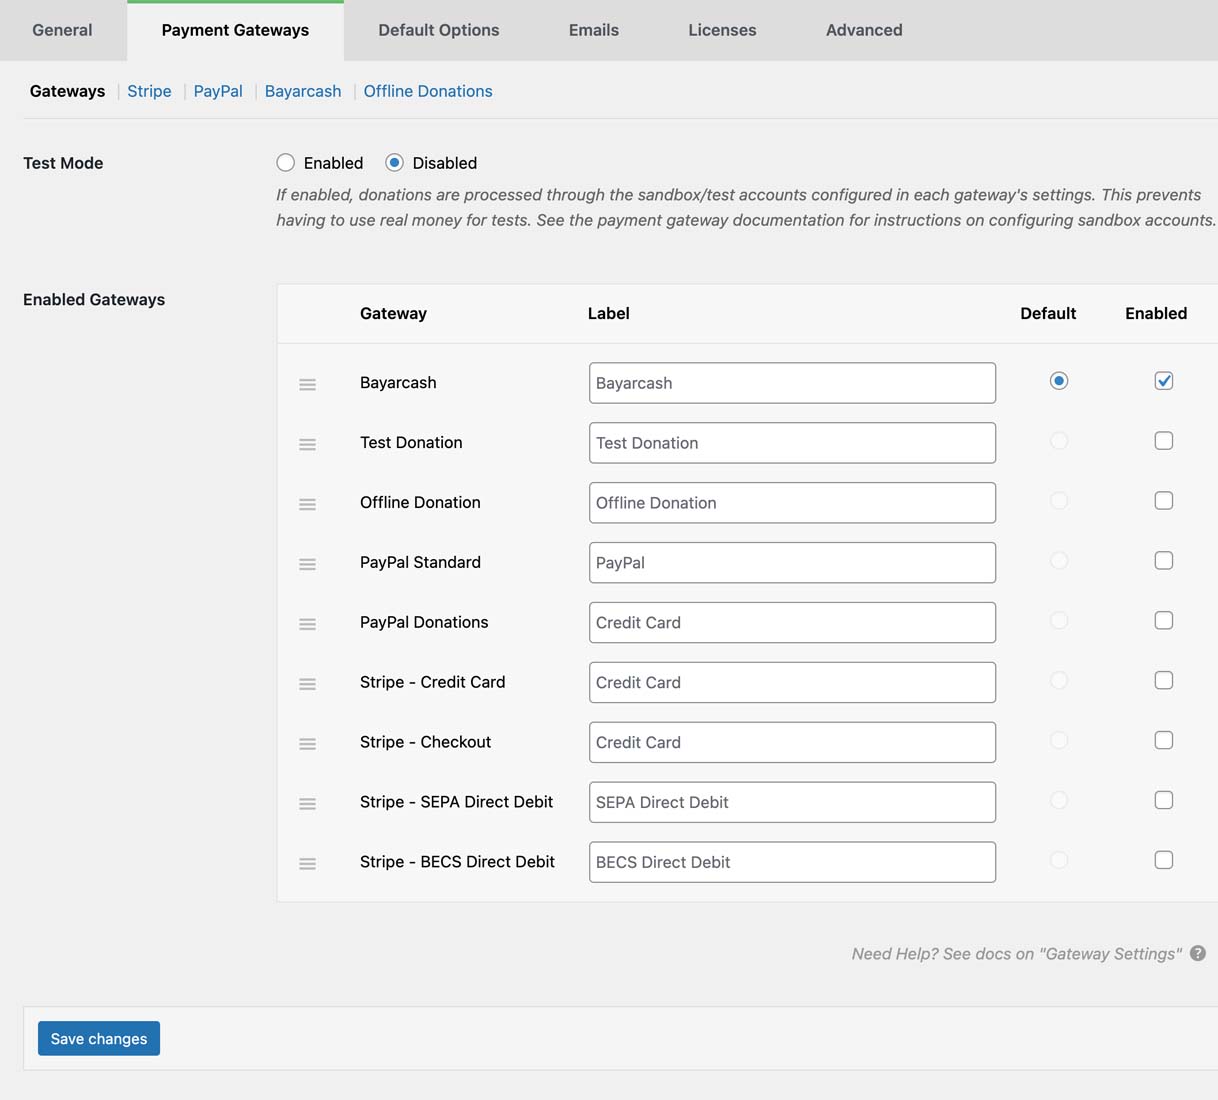 General Payment Gateways Default Options Emails Licenses Advanced
Gateways Stripe PayPal Bayarcash Offline Donations
Test Mode Enabled Disabled
If enabled, donations are processed through the sandbox/test accounts configured in each gateway's settings. This prevents
having to use real money for tests. See the payment gateway documentation for instructions on configuring sandbox accounts.
Enabled Gateways
Gateway Label Default Enabled
Bayarcash Bayarcash
Test Donation Test Donation
Offline Donation Offline Donation
PayPal Standard PayPal
PayPal Donations Credit Card
Stripe - Credit Card Credit Card
Stripe - Checkout Credit Card
Stripe - SEPA Direct Debit SEPA Direct Debit
Stripe - BECS Direct Debit BECS Direct Debit
Need Help? See docs on "Gateway Settings" ?
Save changes